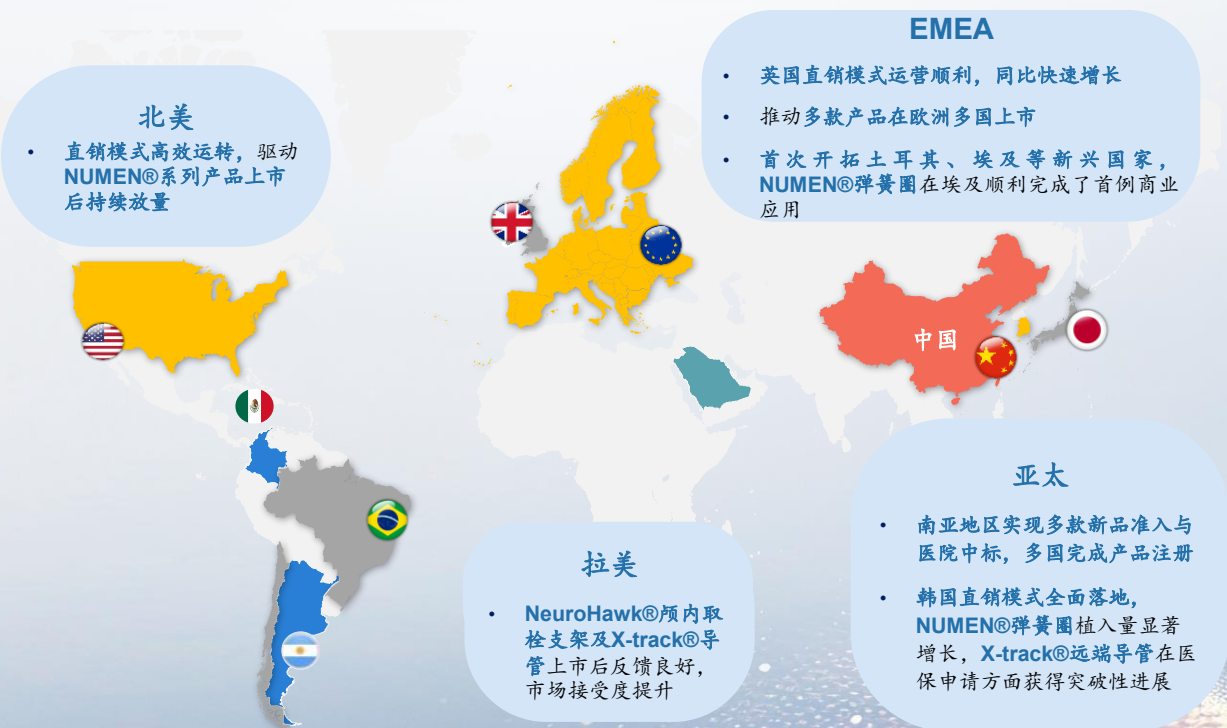 北美
• 直销模式高效运转，驱动
NUMEN®系列产品上市
后持续放量
EMEA
• 英国直销模式运营顺利，同比快速增长
• 推动多款产品在欧洲多国上市
• 首次开拓土耳其、埃及等新兴国家，
NUMEN®弹簧圈在埃及顺利完成了首例商业
应用
中国
拉美
• NeuroHawk®颅内取
栓支架及X-track®导
管上市后反馈良好，
市场接受度提升
亚太
• 南亚地区实现多款新品准入与
医院中标，多国完成产品注册
• 韩国直销模式全面落地，
NUMEN®弹簧圈植入量显著
增长，X-track®远端导管在医
保申请方面获得突破性进展